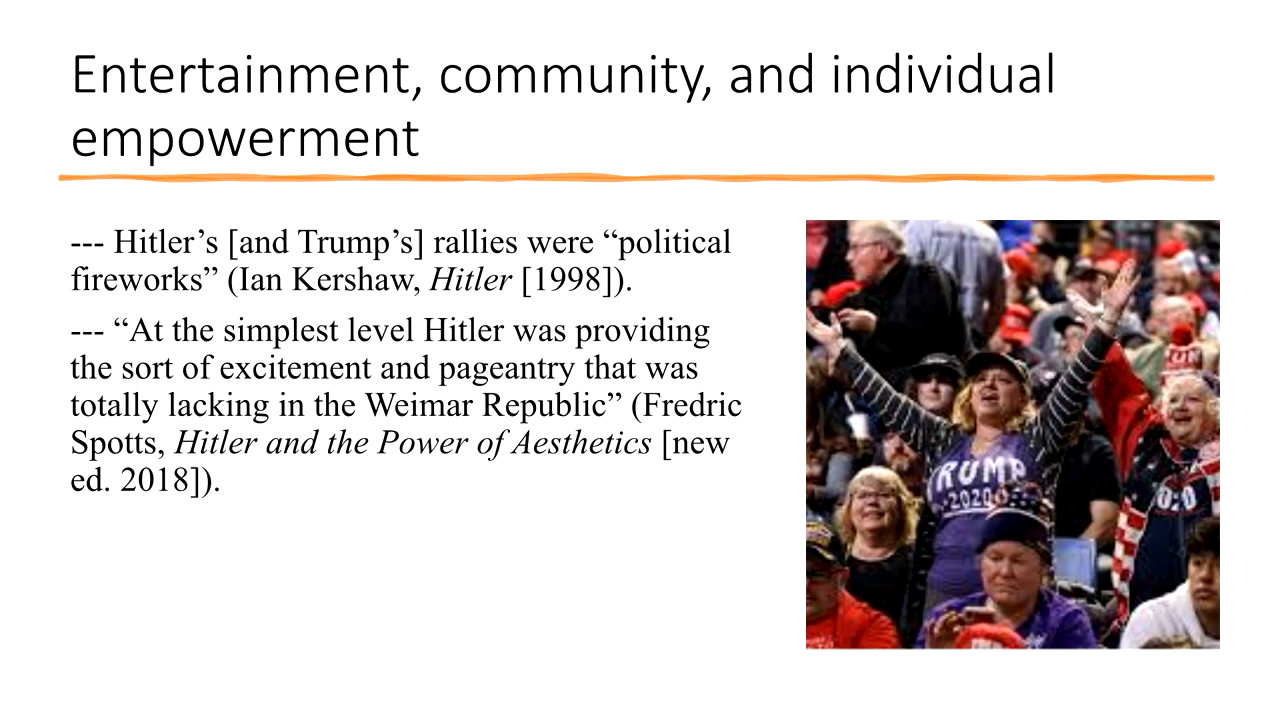 Entertainment, community, and individual
empowerment
--- Hitler’s [and Trump’s] rallies were “political
fireworks” (Ian Kershaw, Hitler [1998]).
--- “At the simplest level Hitler was providing
the sort of excitement and pageantry that was
totally lacking in the Weimar Republic” (Fredric
Spotts, Hitler and the Power of Aesthetics [new
ed. 2018]).
TRUMP
2020